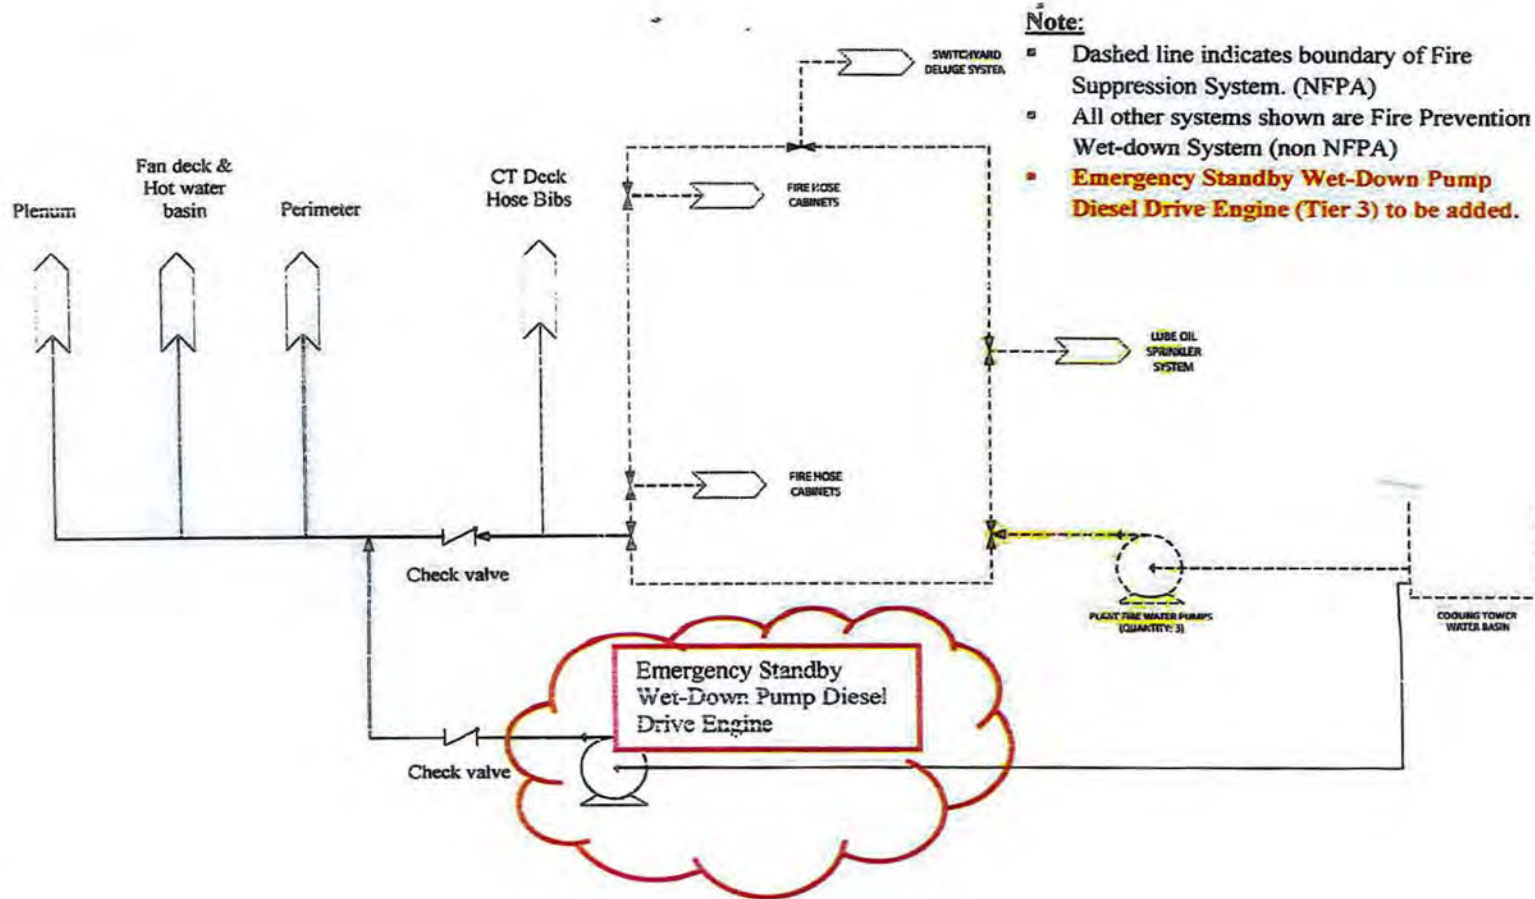 Note:
Dashed line indicates boundary of Fire
Suppression System. (NFPA)
All other systems shown are Fire Prevention
Wet-down System (non NFPA)
Emergency Standby Wet-Down Pump
Diesel Drive Engine (Tier 3) to be added.
SWITCHYARD
DELUGE SYSTEM
Plenum
Fan deck &
Hot water
basin
Perimeter
CT Deck
Hose Bibs
FIRE HOSE
CABINETS
LUBE OIL
SPRINKLER
SYSTEM
FIRE HOSE
CABINETS
Check valve
PLANT FIRE WATER PUMPS
(QUANTITY: 3)
COOLING TOWER
WATER BASIN
Emergency Standby
Wet-Down Pump Diesel
Drive Engine
Check valve